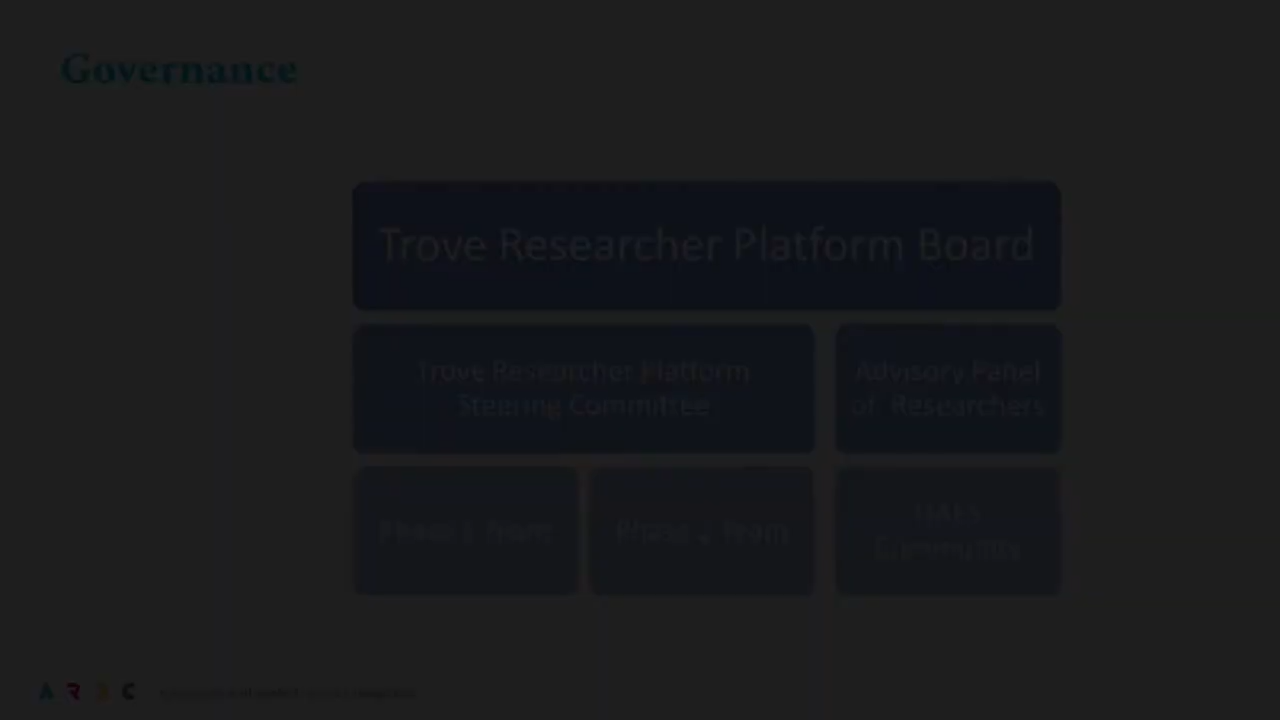 Governance
Trove Researcher Platform Board
Trove Researcher Platform
Steering Committee
Advisory Panel
of Researchers
Phase 1 Team
Phase 2 Team
HASS
Community
A R D C